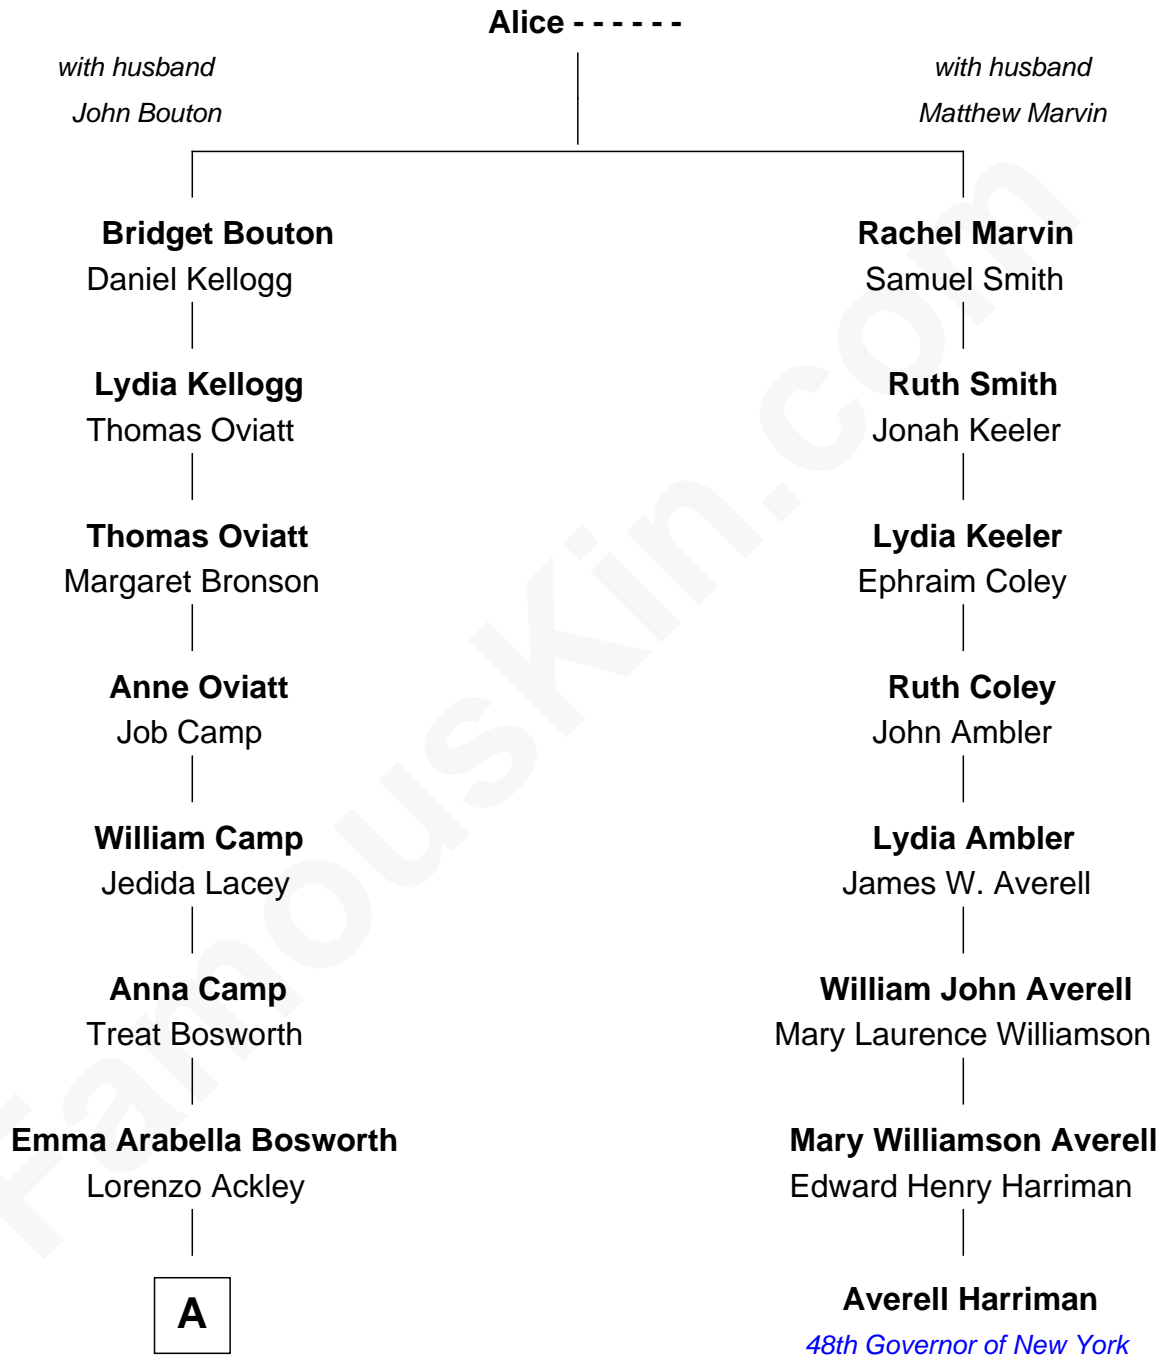 Alice - - - - - -
with husband
John Bouton
with husband
Matthew Marvin
Bridget Bouton
Daniel Kellogg
Rachel Marvin
Samuel Smith
Lydia Kellogg
Thomas Oviatt
Ruth Smith
Jonah Keeler
Thomas Oviatt
Margaret Bronson
Lydia Keeler
Ephraim Coley
Anne Oviatt
Job Camp
Ruth Coley
John Ambler
William Camp
Jedida Lacey
Lydia Ambler
James W. Averell
Anna Camp
Treat Bosworth
William John Averell
Mary Laurence Williamson
Emma Arabella Bosworth
Lorenzo Ackley
Mary Williamson Averell
Edward Henry Harriman
A
Averell Harriman
48th Governor of New York
FamousKin.com